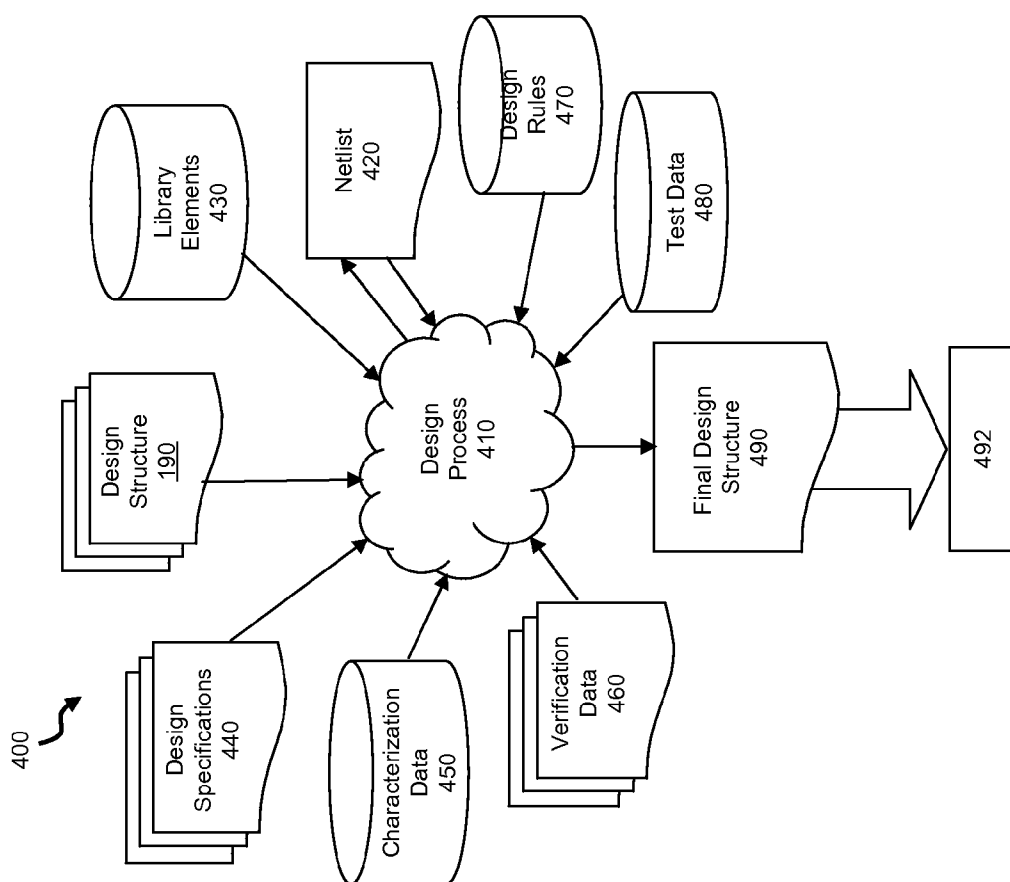 400
Design
Structure
190
Library
Elements
430
Design
Specifications
440
Netlist
420
Characterization
Data
450
Design
Process
410
Design
Rules
470
Verification
Data
460
Test Data
480
Final Design
Structure
490
492